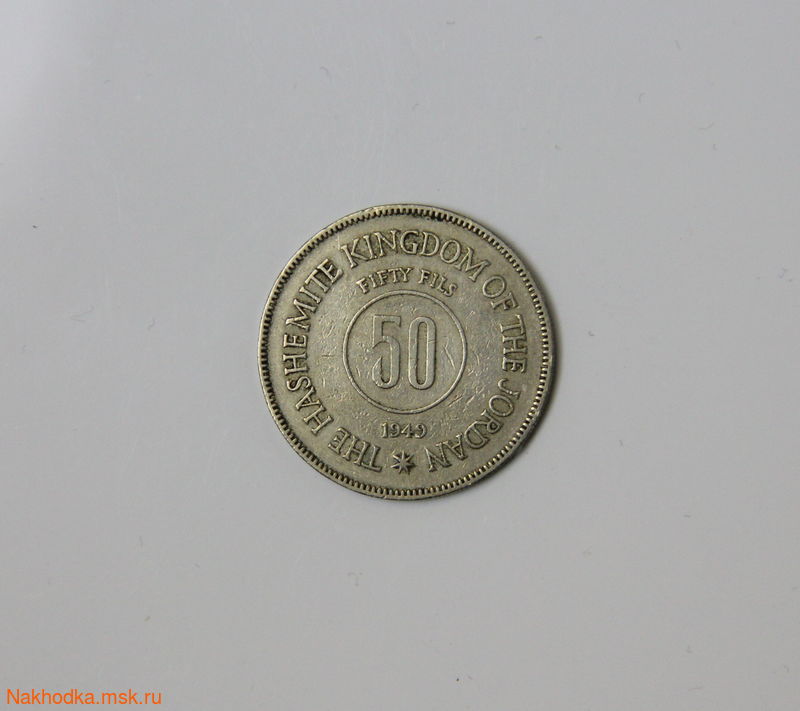 THE HASHEMITE KINGDOM OF THE JORDAN
FIFTY FILS
50
1949
Nakhodka.msk.ru